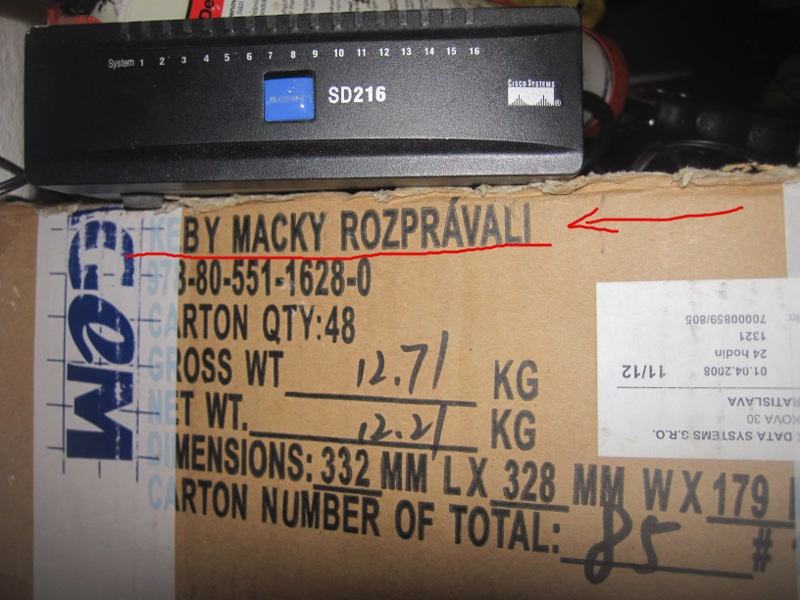 System 1 2 3 4 5 6 7 8 9 10 11 12 13 14 15 16
SD216
CISCO SYSTEMS
KEBY MACKY ROZPRÁVALI
978-80-551-1628-0
CARTON QTY:48
GROSS WT 12.71 KG
NET WT. 12.21 KG
DIMENSIONS: 332 MM L X 328 MM W X 179
CARTON NUMBER OF TOTAL: 85 #
GeM
DATA SYSTEMS S.R.O.
KOVA 30
RATISLAVA
01.04.2008 11/12
24 hodin
1321
70000859/805